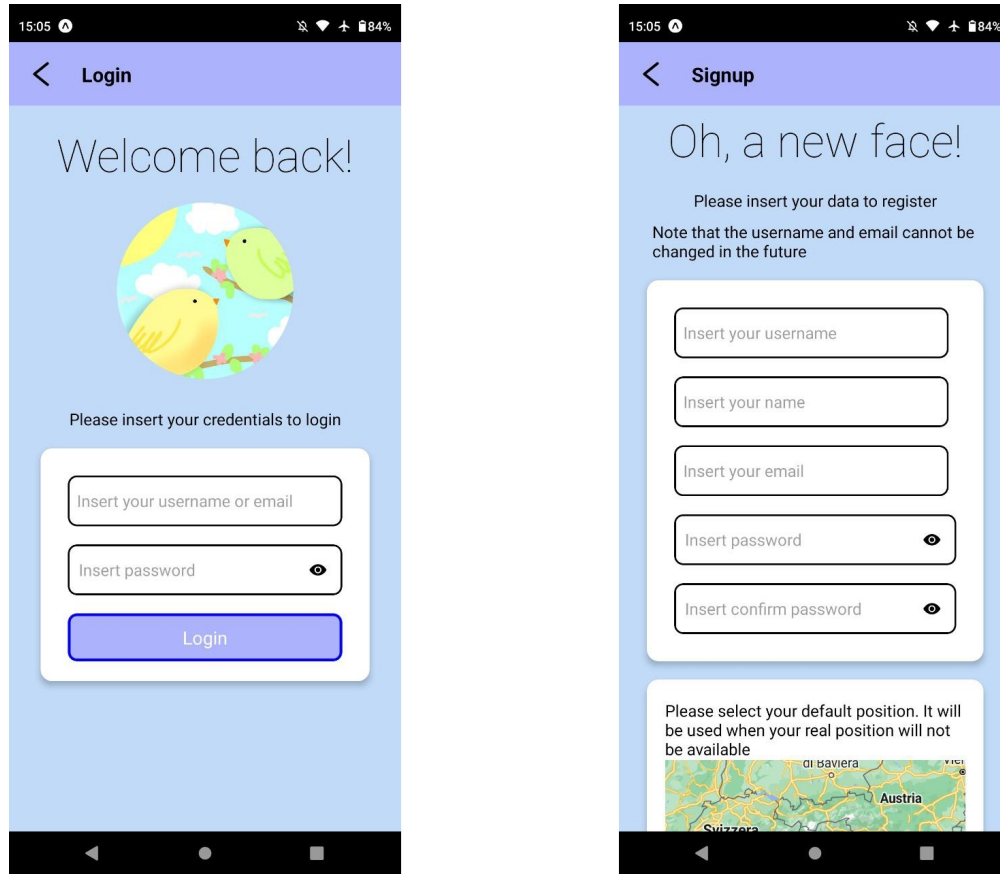 15:05
84%
Login
Welcome back!
Please insert your credentials to login
Insert your username or email
Insert password
Login
15:05
84%
Signup
Oh, a new face!
Please insert your data to register
Note that the username and email cannot be
changed in the future
Insert your username
Insert your name
Insert your email
Insert password
Insert confirm password
Please select your default position. It will
be used when your real position will not
be available
di Baviera
Austria
Svizzera